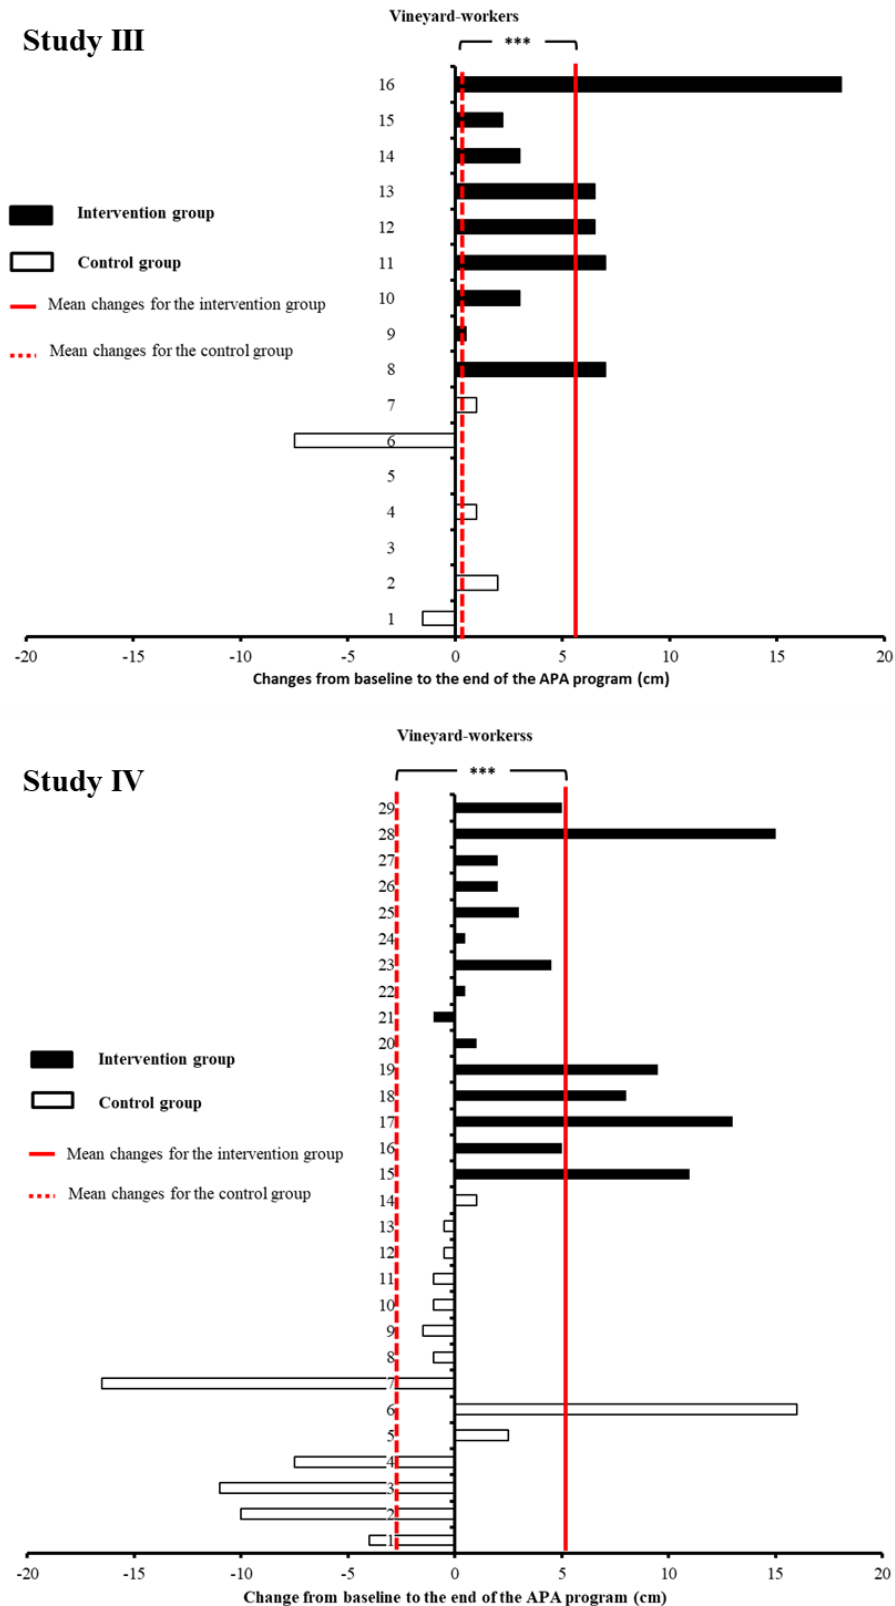 Vineyard-workers
Study III
***
16
15
14
13
12
11
10
9
8
7
6
5
4
3
2
1
Intervention group
Control group
Mean changes for the intervention group
Mean changes for the control group
-20 -15 -10 -5 0 5 10 15 20
Changes from baseline to the end of the APA program (cm)
Vineyard-workerss
Study IV
***
29
28
27
26
25
24
23
22
21
20
19
18
17
16
15
14
13
12
11
10
9
8
7
6
5
4
3
2
1
Intervention group
Control group
Mean changes for the intervention group
Mean changes for the control group
-20 -15 -10 -5 0 5 10 15 20
Change from baseline to the end of the APA program (cm)